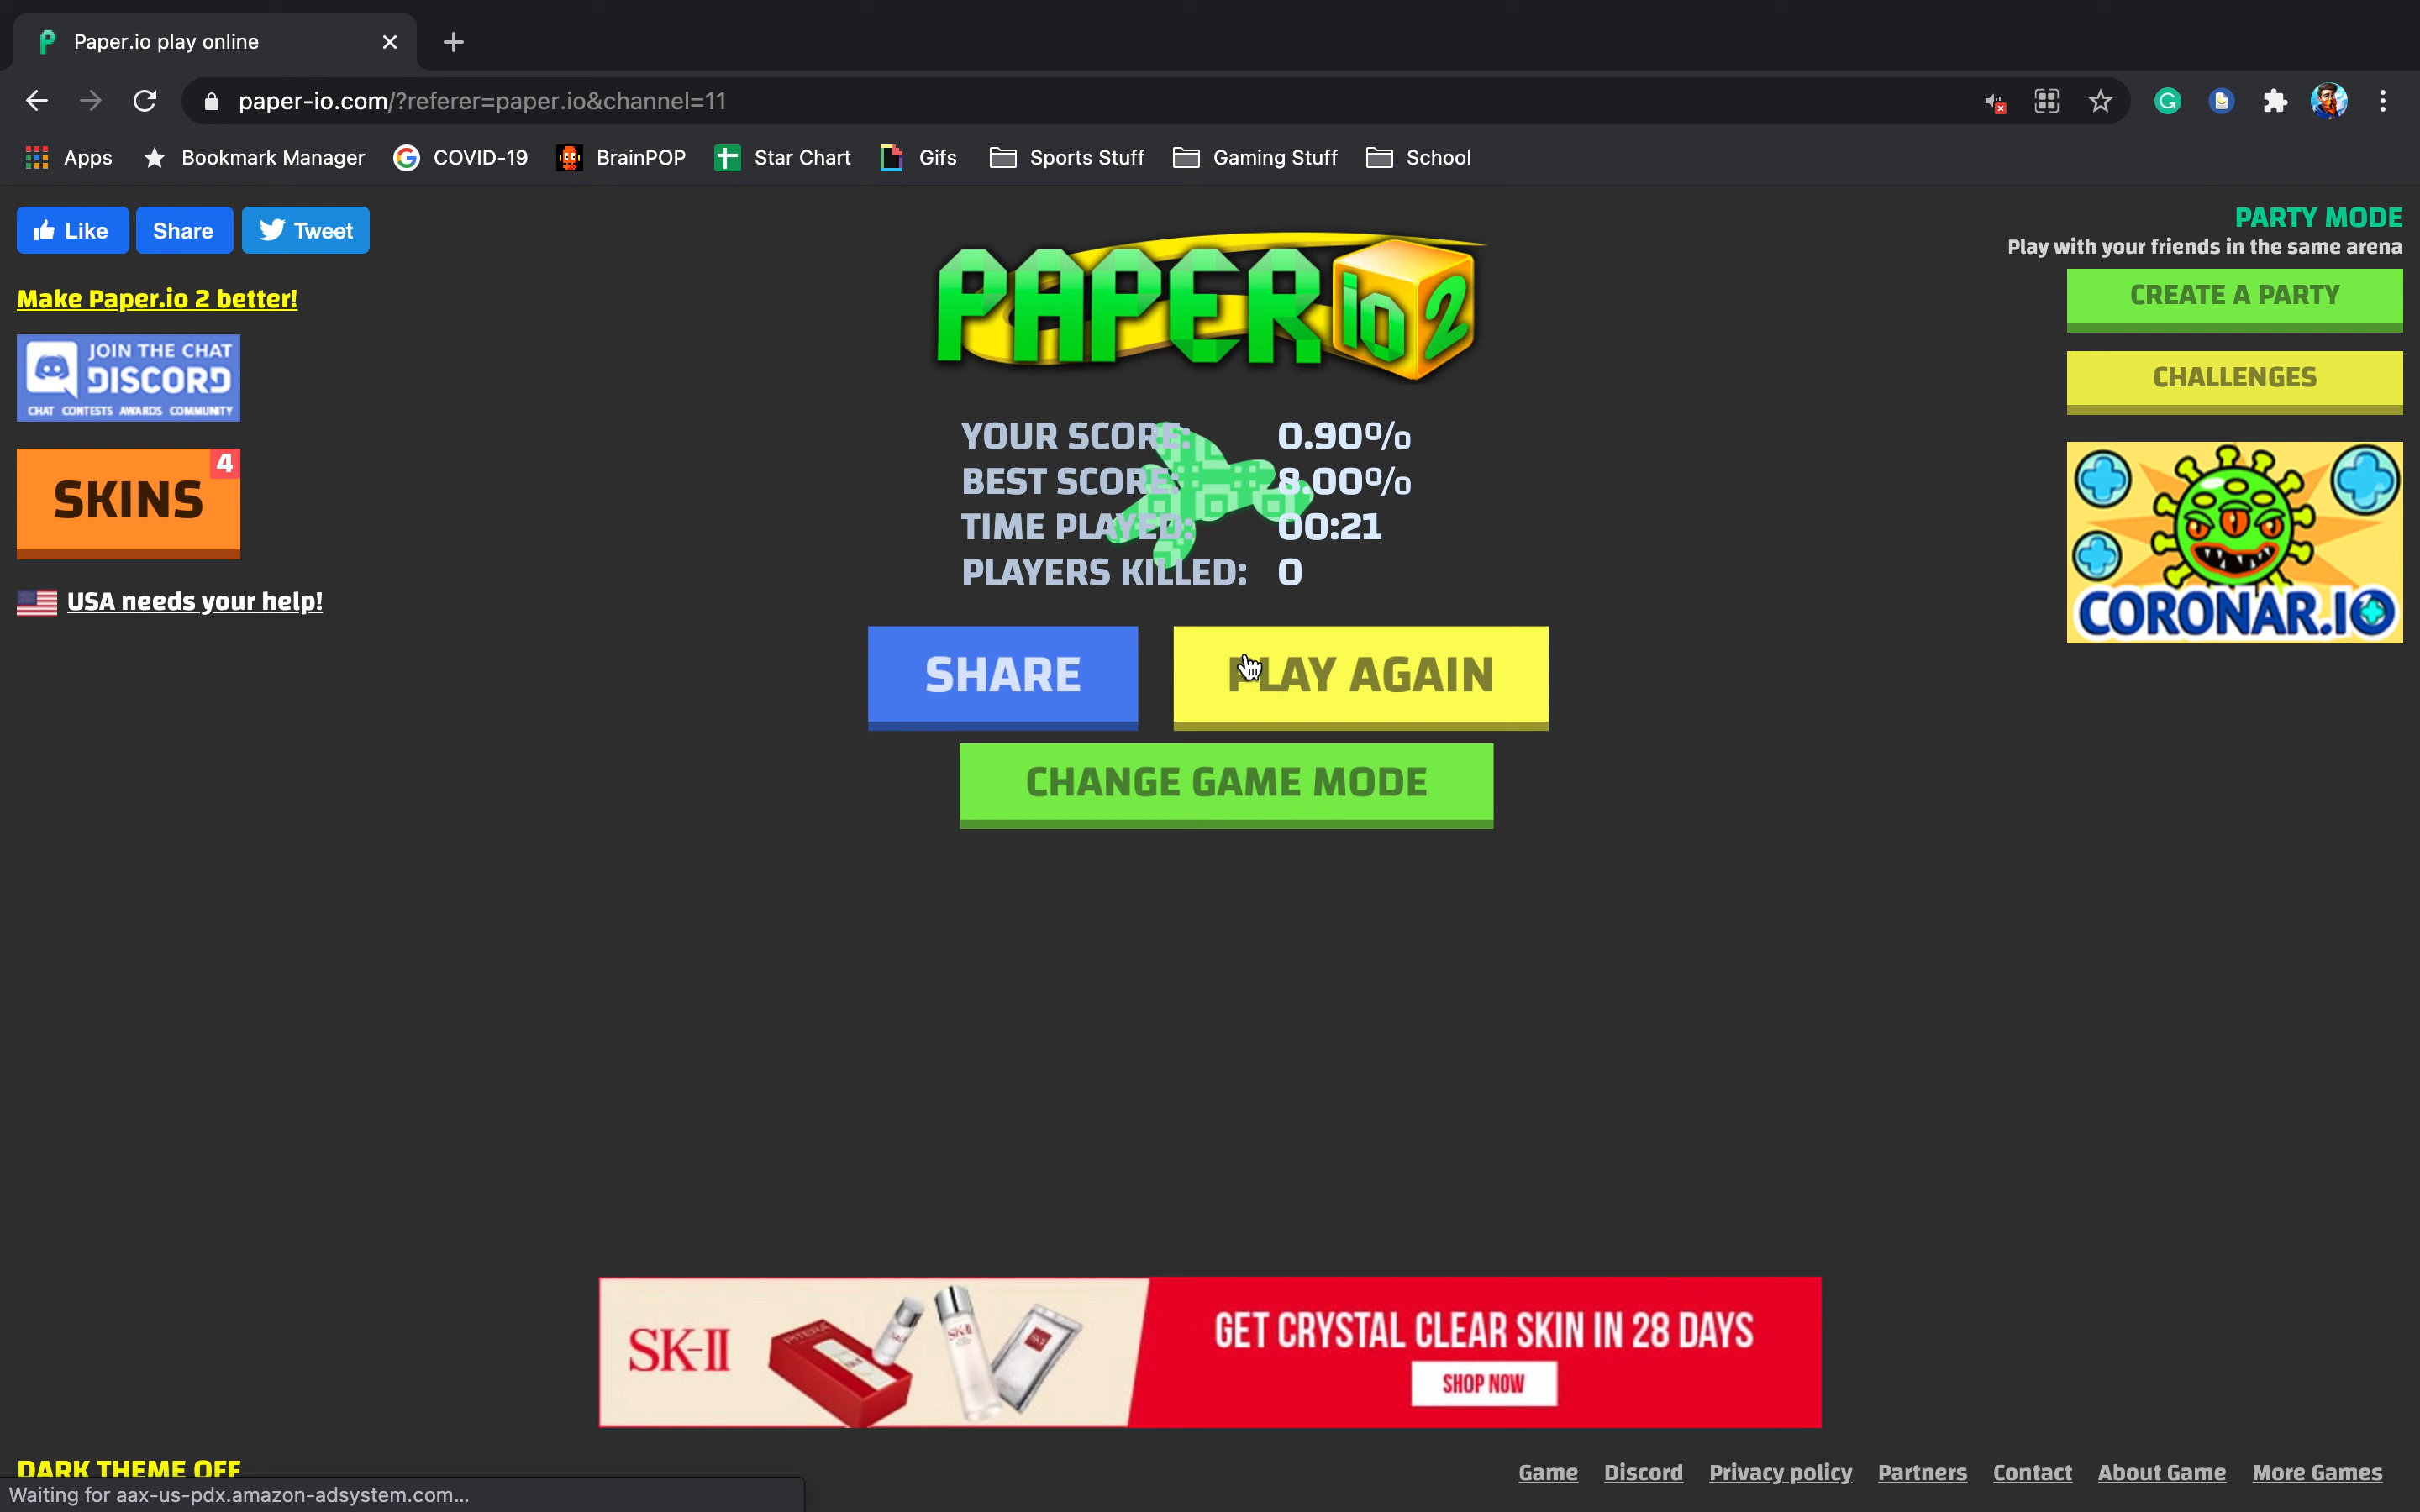 Paper.io play online
paper-io.com/?referer=paper.io&channel=11
Apps
Bookmark Manager
COVID-19
BrainPOP
Star Chart
Gifs
Sports Stuff
Gaming Stuff
School
Like
Share
Tweet
Make Paper.io 2 better!
JOIN THE CHAT
DISCORD
CHAT CONTESTS AWARDS COMMUNITY
SKINS
4
USA needs your help!
PAPER io 2
YOUR SCORE: 0.90%
BEST SCORE: 8.00%
TIME PLAYED: 00:21
PLAYERS KILLED: 0
SHARE
PLAY AGAIN
CHANGE GAME MODE
PARTY MODE
Play with your friends in the same arena
CREATE A PARTY
CHALLENGES
CORONAR.IO
SK-II
PITERA
SK-II
GET CRYSTAL CLEAR SKIN IN 28 DAYS
SHOP NOW
DARK THEME OFF
Game Discord Privacy policy Partners Contact About Game More Games
Waiting for aax-us-pdx.amazon-adsystem.com...